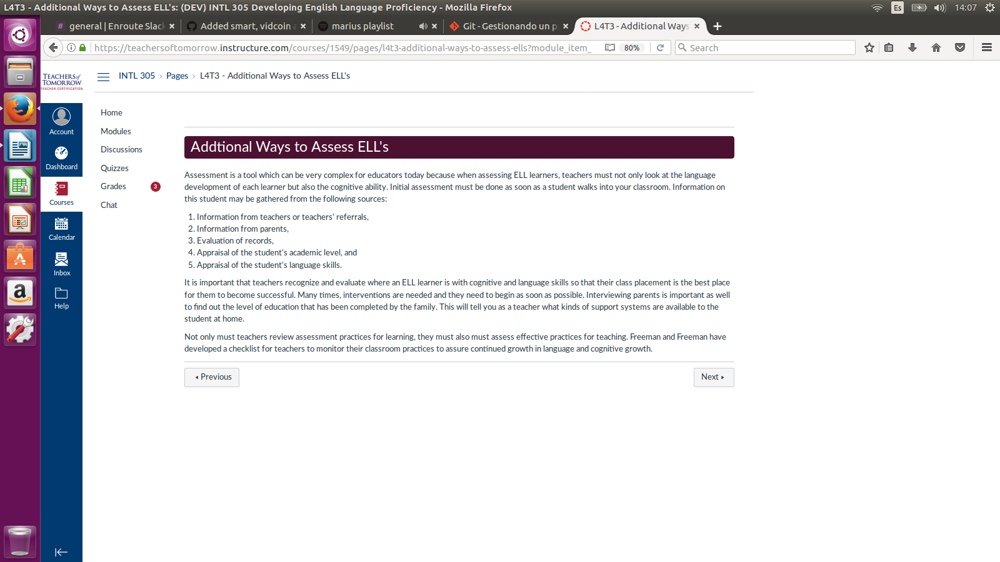 L4T3 - Additional Ways to Assess ELL's: (DEV) INTL 305 Developing English Language Proficiency - Mozilla Firefox
Es
14:07
# general | Enroute Slac
Added smart, vidcoin
marius playlist
Git - Gestionando un p
L4T3 - Additional Ways
https://teachersoftomorrow.instructure.com/courses/1549/pages/l4t3-additional-ways-to-assess-ells?module_item_
80%
Search
TEACHERS of
TOMORROW
TEACHER CERTIFICATION
INTL 305 > Pages > L4T3 - Additional Ways to Assess ELL's
Account
Dashboard
Courses
Calendar
Inbox
Help
Home
Modules
Discussions
Quizzes
Grades 3
Chat
Addtional Ways to Assess ELL's
Assessment is a tool which can be very complex for educators today because when assessing ELL learners, teachers must not only look at the language
development of each learner but also the cognitive ability. Initial assessment must be done as soon as a student walks into your classroom. Information on
this student may be gathered from the following sources:
1. Information from teachers or teachers' referrals,
2. Information from parents,
3. Evaluation of records,
4. Appraisal of the student's academic level, and
5. Appraisal of the student's language skills.
It is important that teachers recognize and evaluate where an ELL learner is with cognitive and language skills so that their class placement is the best place
for them to become successful. Many times, interventions are needed and they need to begin as soon as possible. Interviewing parents is important as well
to find out the level of education that has been completed by the family. This will tell you as a teacher what kinds of support systems are available to the
student at home.
Not only must teachers review assessment practices for learning, they must also must assess effective practices for teaching. Freeman and Freeman have
developed a checklist for teachers to monitor their classroom practices to assure continued growth in language and cognitive growth.
Previous
Next